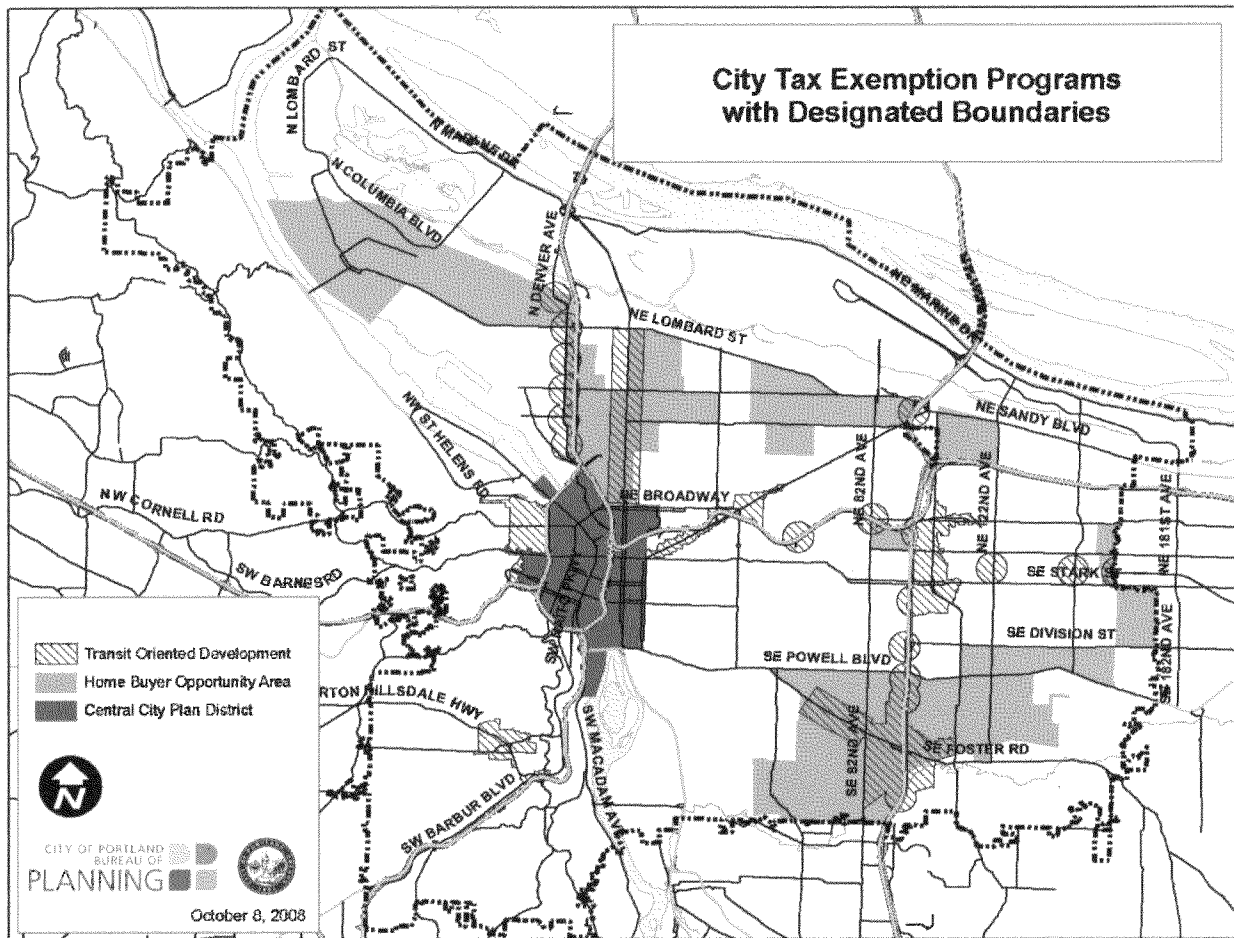 City Tax Exemption Programs
with Designated Boundaries
N LOMBARD ST
N MARINE DR
N COLUMBIA BLVD
N DENVER AVE
NE MARINE DR
NE LOMBARD ST
NE SANDY BLVD
NW ST HELENS RD
NE 82ND AVE
NE 122ND AVE
NE 181ST AVE
NE BROADWAY
NW CORNELL RD
SW BARNES RD
SE STARK ST
SE DIVISION ST
SE POWELL BLVD
SE 182ND AVE
RTON HILLSDALE HWY
SW MACADAM AVE
SE 82ND AVE
SE FOSTER RD
SW BARBUR BLVD
Transit Oriented Development
Home Buyer Opportunity Area
Central City Plan District
N
CITY OF PORTLAND
BUREAU OF
PLANNING
October 8, 2008